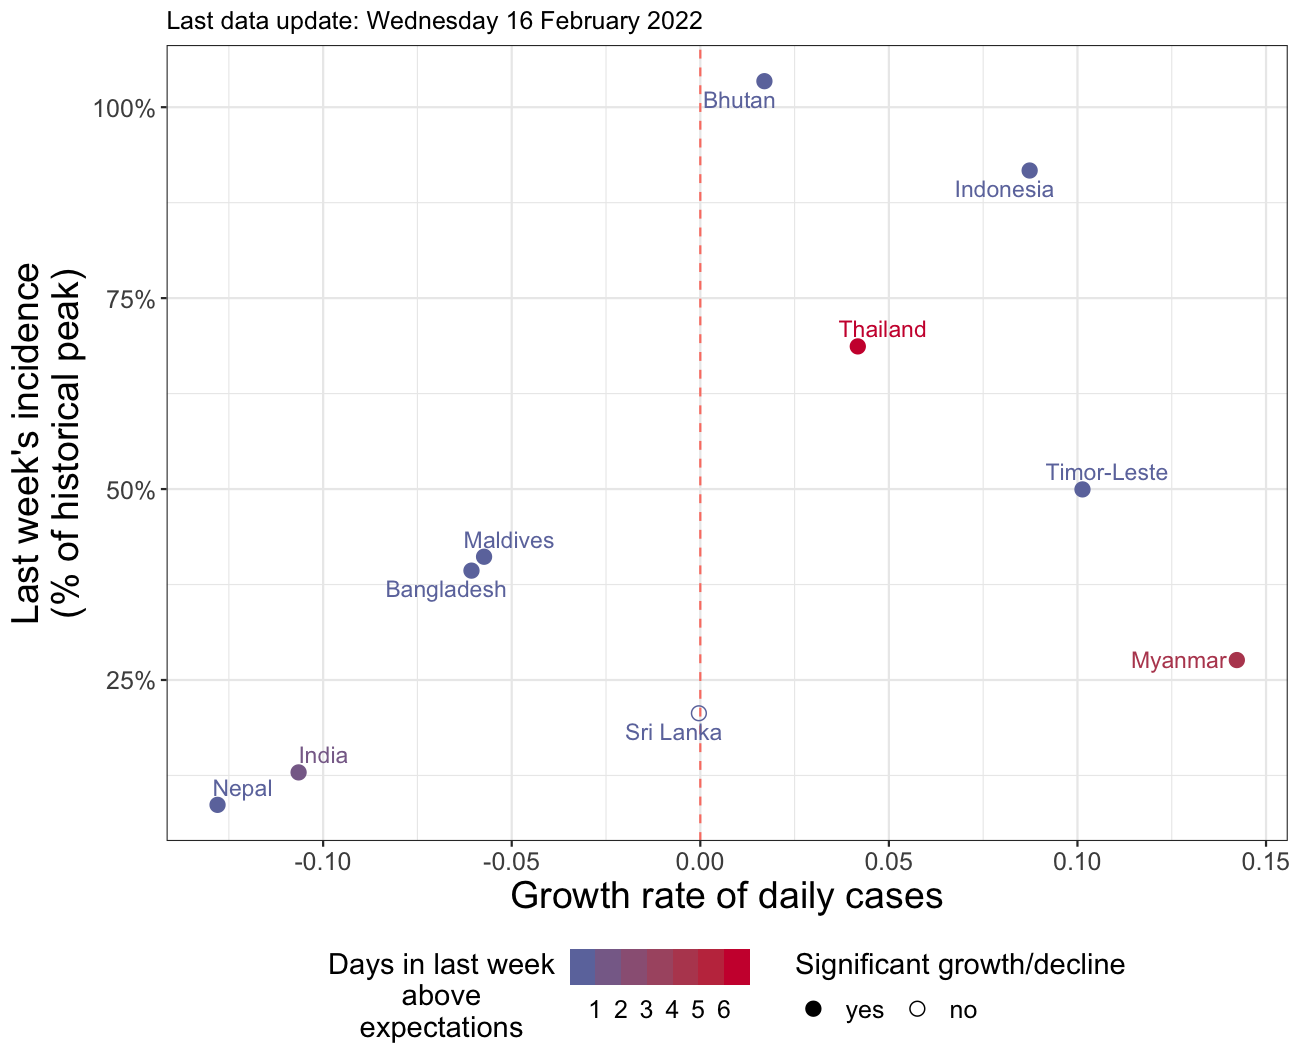 Last data update: Wednesday 16 February 2022
Bhutan
100%
Indonesia
75%
Thailand
Last week's incidence
(% of historical peak)
Timor-Leste
50%
Maldives
Bangladesh
Myanmar
25%
Sri Lanka
India
Nepal
-0.10 -0.05 0.00 0.05 0.10 0.15
Growth rate of daily cases
Days in last week
above
expectations
1 2 3 4 5 6
Significant growth/decline
yes no